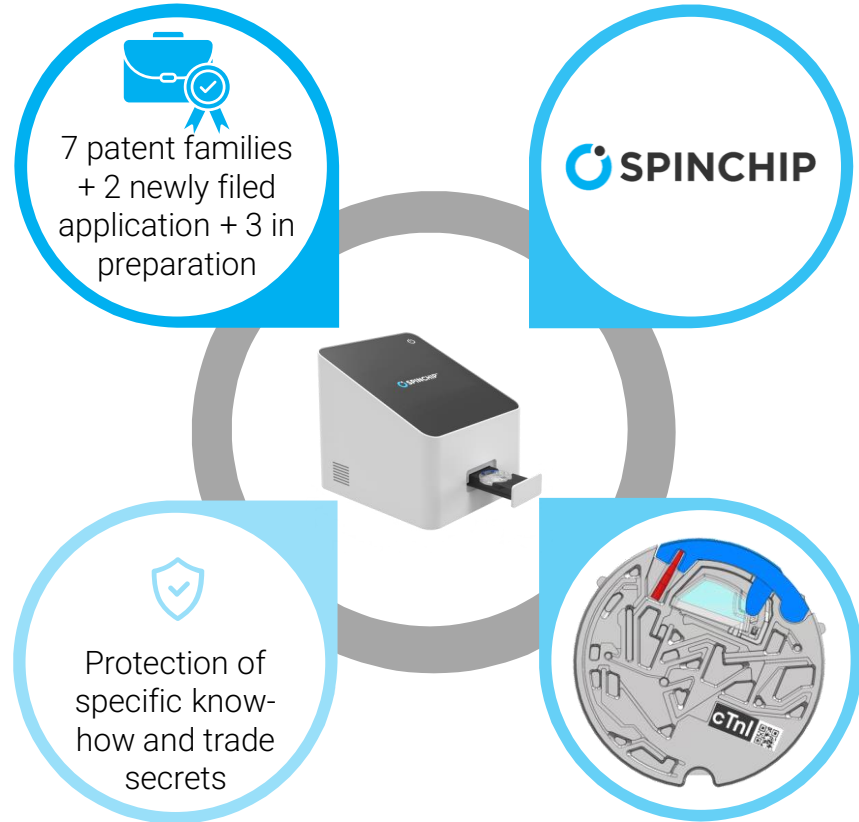 7 patent families
+ 2 newly filed
application + 3 in
preparation
SPINCHIP
SPINCHIP
Protection of
specific know-
how and trade
secrets
cTnI